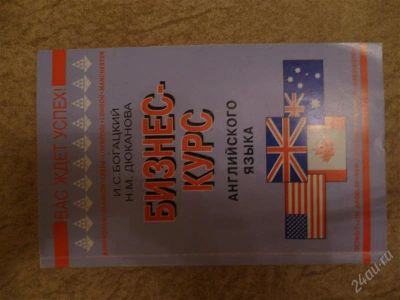 ВАС ЖДЕТ УСПЕХ!
И.С. БОГАЦКИЙ
Н.М. ДЮКАНОВА
БИЗНЕС-
КУРС
АНГЛИЙСКОГО
ЯЗЫКА
24au.ru